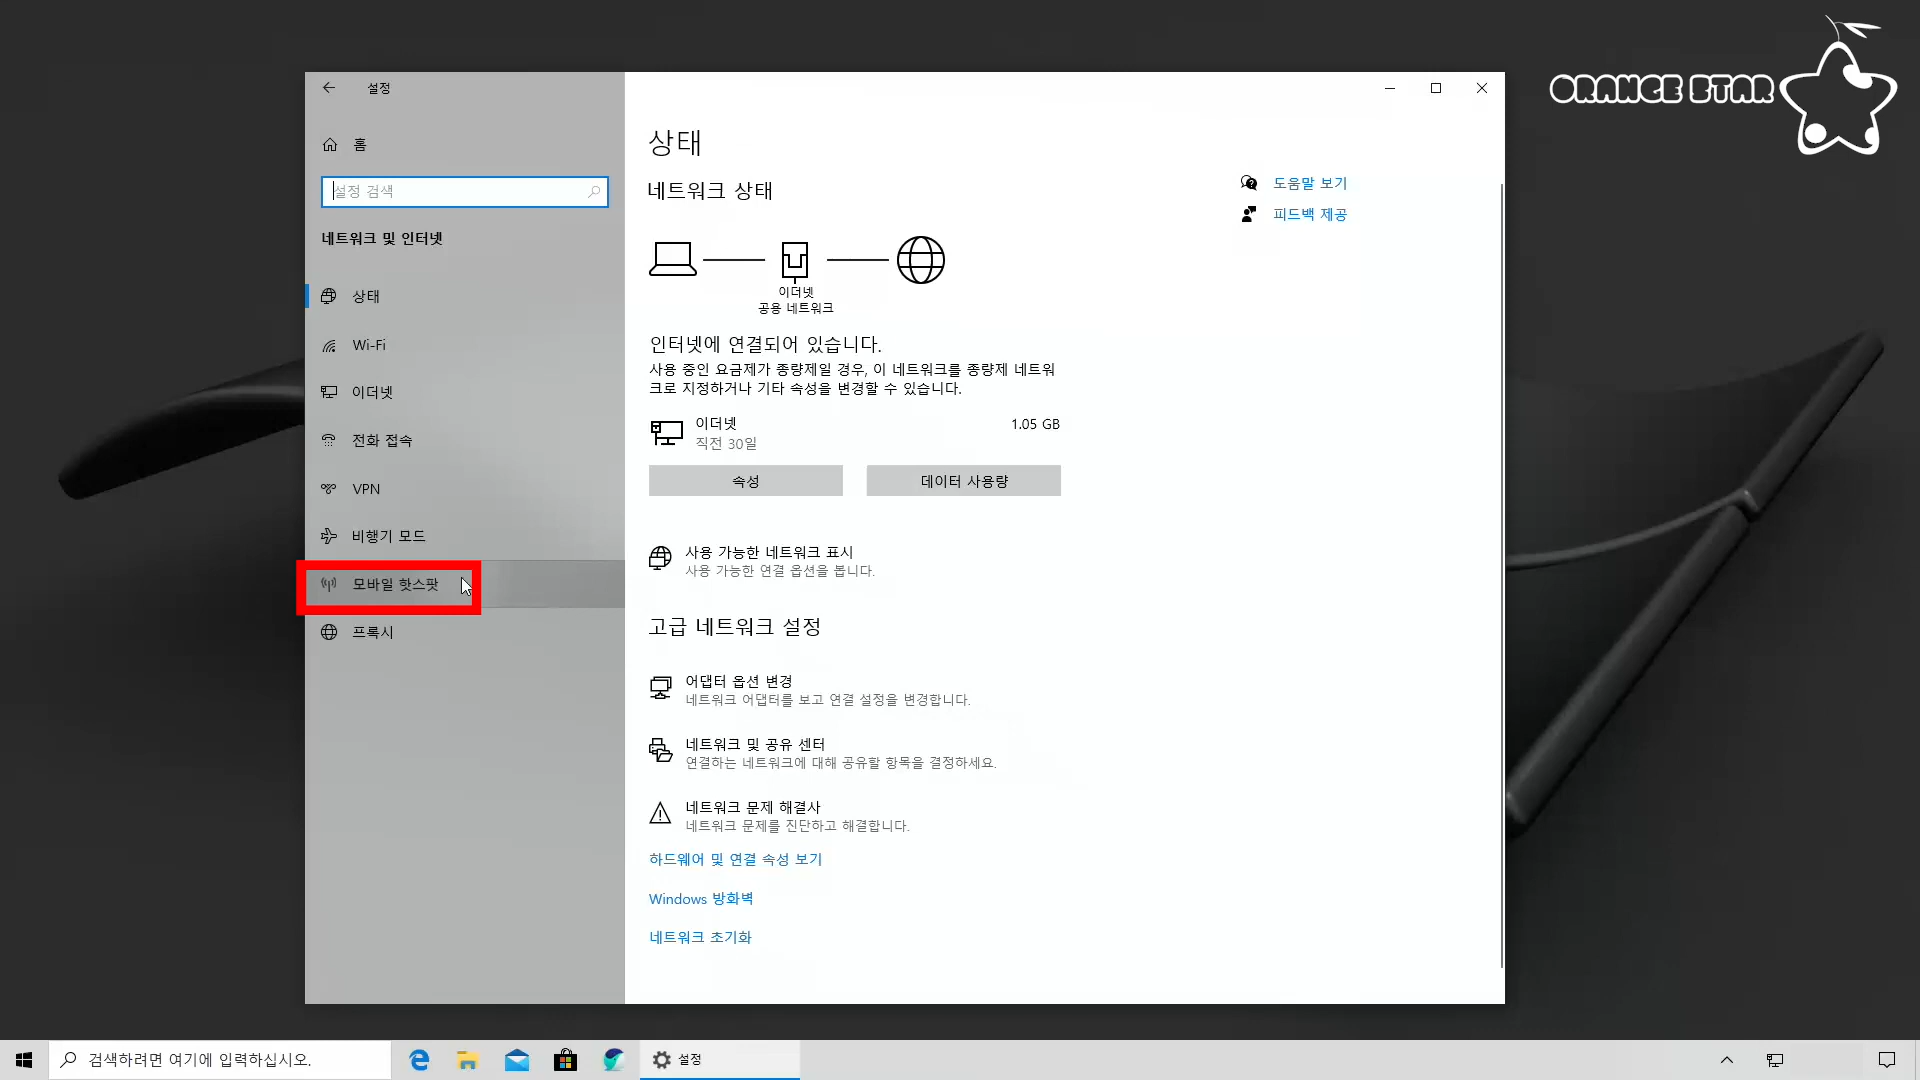 ORANGE STAR
설정
홈
설정 검색
네트워크 및 인터넷
상태
Wi-Fi
이더넷
전화 접속
VPN
비행기 모드
모바일 핫스팟
프록시
상태
네트워크 상태
이더넷
공용 네트워크
인터넷에 연결되어 있습니다.
사용 중인 요금제가 종량제일 경우, 이 네트워크를 종량제 네트워
크로 지정하거나 기타 속성을 변경할 수 있습니다.
이더넷
1.05 GB
직전 30일
속성
데이터 사용량
사용 가능한 네트워크 표시
사용 가능한 연결 옵션을 봅니다.
고급 네트워크 설정
어댑터 옵션 변경
네트워크 어댑터를 보고 연결 설정을 변경합니다.
네트워크 및 공유 센터
연결하는 네트워크에 대해 공유할 항목을 결정하세요.
네트워크 문제 해결사
네트워크 문제를 진단하고 해결합니다.
하드웨어 및 연결 속성 보기
Windows 방화벽
네트워크 초기화
도움말 보기
피드백 제공
검색하려면 여기에 입력하십시오.
설정